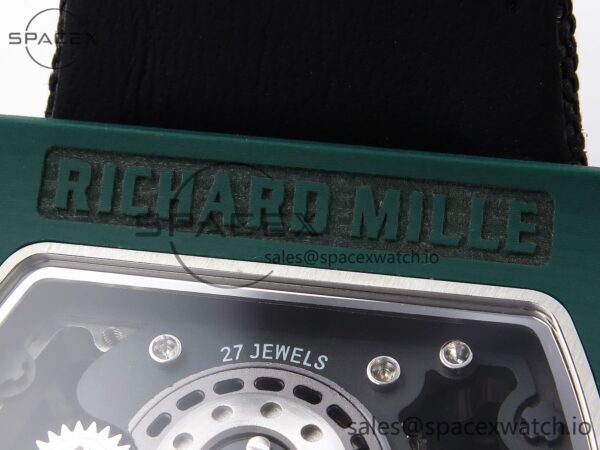 SPACEX
RICHARD MILLE
SPACEX
sales@spacexwatch.io
27 JEWELS
sales@spacexwatch.io